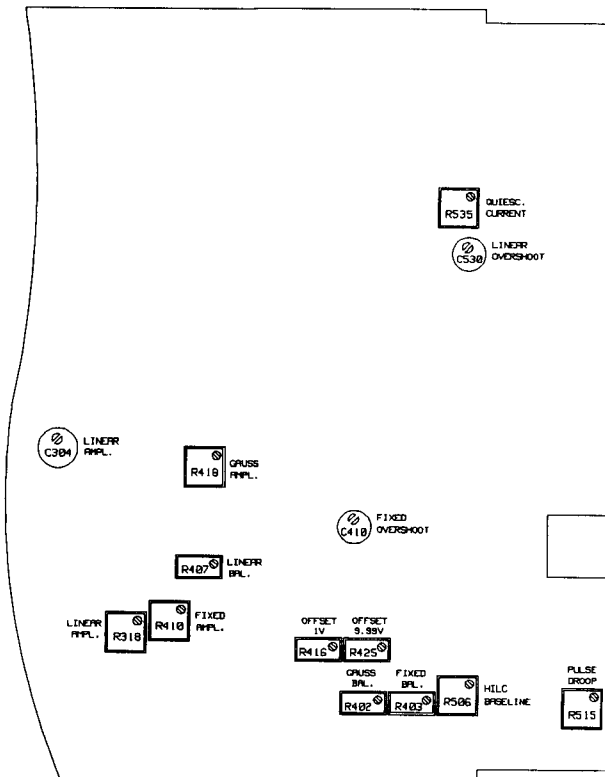 R535
QUIESC.
CURRENT
C530
LINEAR
OVERSHOOT
C304
LINEAR
AMPL.
R418
GAUSS
AMPL.
C410
FIXED
OVERSHOOT
R407
LINEAR
BAL.
LINEAR
AMPL.
R318
R410
FIXED
AMPL.
OFFSET
1V
R416
OFFSET
9.99V
R425
GAUSS
BAL.
R402
FIXED
BAL.
R403
R506
HILC
BASELINE
PULSE
DROOP
R515